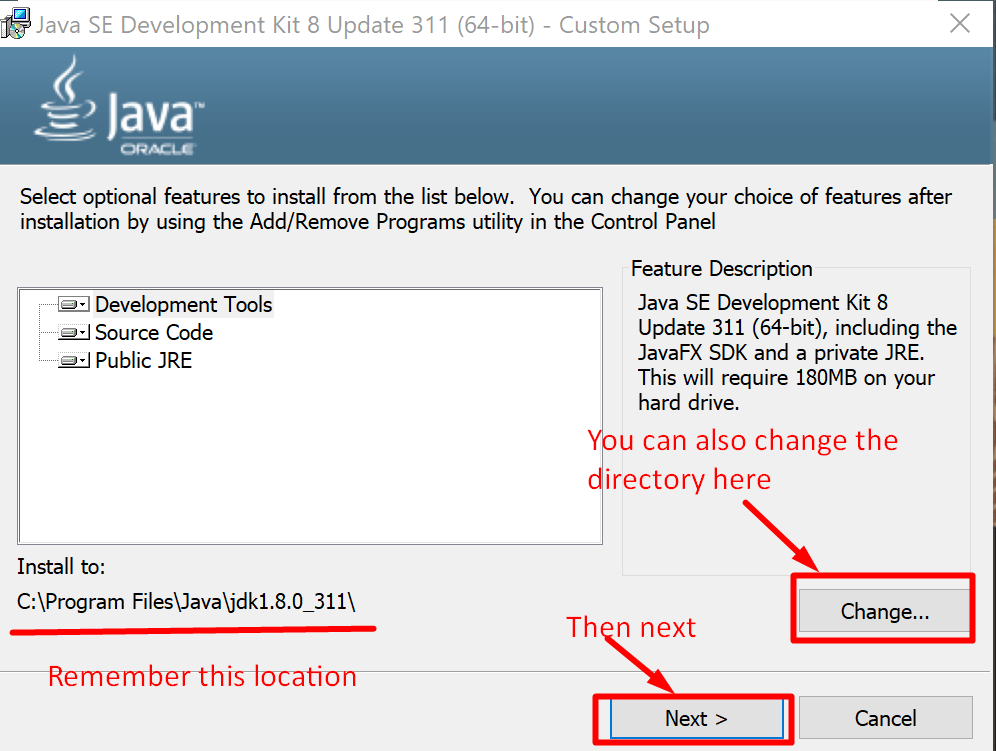 Java SE Development Kit 8 Update 311 (64-bit) - Custom Setup
Java™
ORACLE
Select optional features to install from the list below.  You can change your choice of features after
installation by using the Add/Remove Programs utility in the Control Panel
Development Tools
Source Code
Public JRE
Feature Description
Java SE Development Kit 8
Update 311 (64-bit), including the
JavaFX SDK and a private JRE.
This will require 180MB on your
hard drive.
You can also change the
directory here
Install to:
C:\Program Files\Java\jdk1.8.0_311\
Change...
Remember this location
Then next
Next >
Cancel